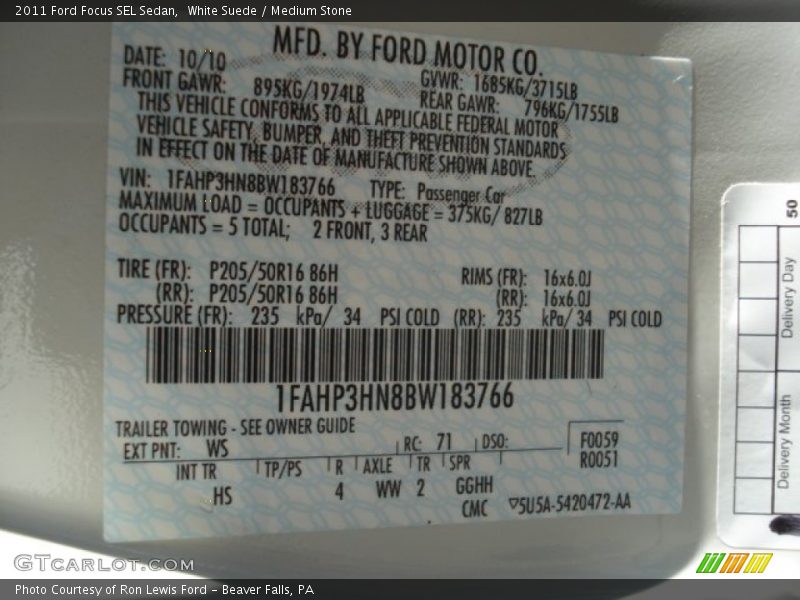 2011 Ford Focus SEL Sedan,  White Suede / Medium Stone
MFD. BY FORD MOTOR CO.
DATE: 10/10 GVWR: 1685KG/3715LB
FRONT GAWR: 895KG/1974LB REAR GAWR: 796KG/1755LB
THIS VEHICLE CONFORMS TO ALL APPLICABLE FEDERAL MOTOR
VEHICLE SAFETY, BUMPER, AND THEFT PREVENTION STANDARDS
IN EFFECT ON THE DATE OF MANUFACTURE SHOWN ABOVE.
VIN: 1FAHP3HN8BW183766 TYPE: Passenger Car
MAXIMUM LOAD = OCCUPANTS + LUGGAGE = 375KG/ 827LB
OCCUPANTS = 5 TOTAL; 2 FRONT, 3 REAR
TIRE (FR): P205/50R16 86H RIMS (FR): 16x6.0J
(RR): P205/50R16 86H (RR): 16x6.0J
PRESSURE (FR): 235 kPa/ 34 PSI COLD (RR): 235 kPa/ 34 PSI COLD
1FAHP3HN8BW183766
TRAILER TOWING - SEE OWNER GUIDE
EXT PNT: WS RC: 71 DSO: F0059
R0051
INT TR TP/PS R AXLE TR SPR
HS 4 WW 2 GGHH
CMC ▽5U5A-5420472-AA
50
Delivery Day
Delivery Month
GTCARLOT.COM
Photo Courtesy of Ron Lewis Ford - Beaver Falls, PA